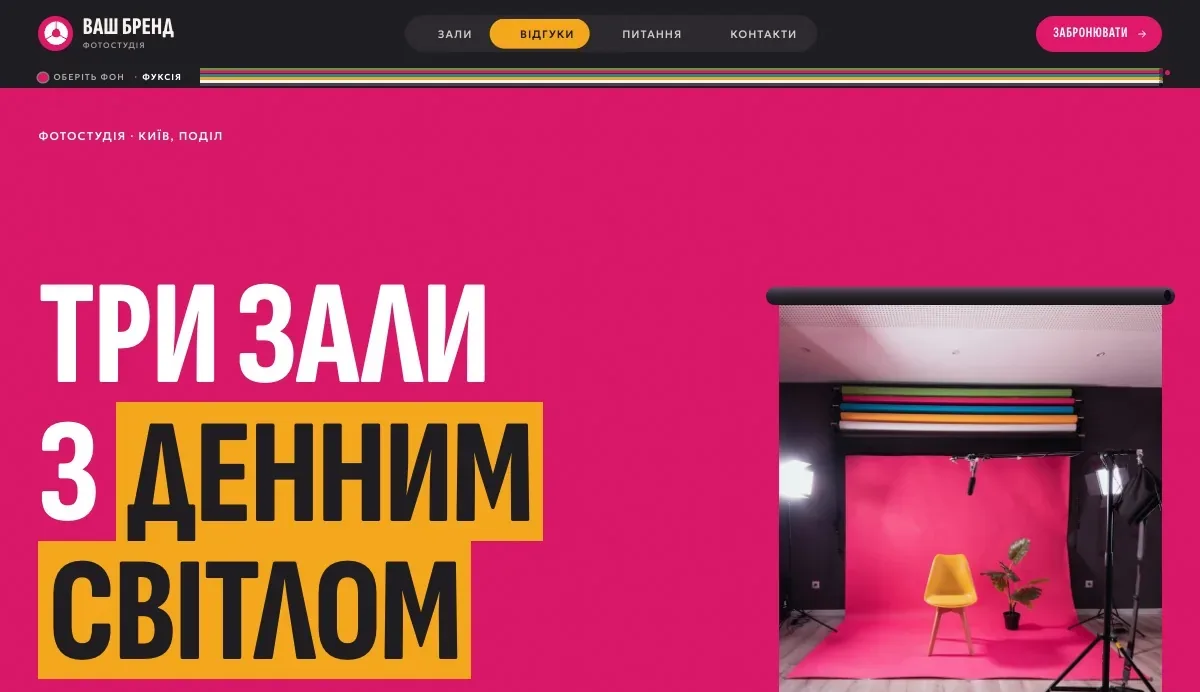 ВАШ БРЕНД
ФОТОСТУДІЯ
ЗАЛИ
ВІДГУКИ
ПИТАННЯ
КОНТАКТИ
ЗАБРОНЮВАТИ →
ОБЕРІТЬ ФОН · ФУКСІЯ
ФОТОСТУДІЯ · КИЇВ, ПОДІЛ
ТРИ ЗАЛИ
З ДЕННИМ
СВІТЛОМ